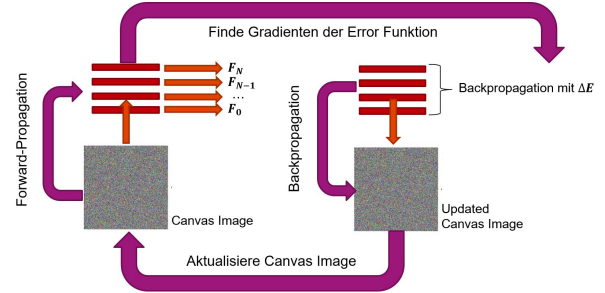 Finde Gradienten der Error Funktion
Forward-Propagation
F_N
F_{N−1}
...
F_0
Canvas Image
Backpropagation
Backpropagation mit ΔE
Updated
Canvas Image
Aktualisiere Canvas Image